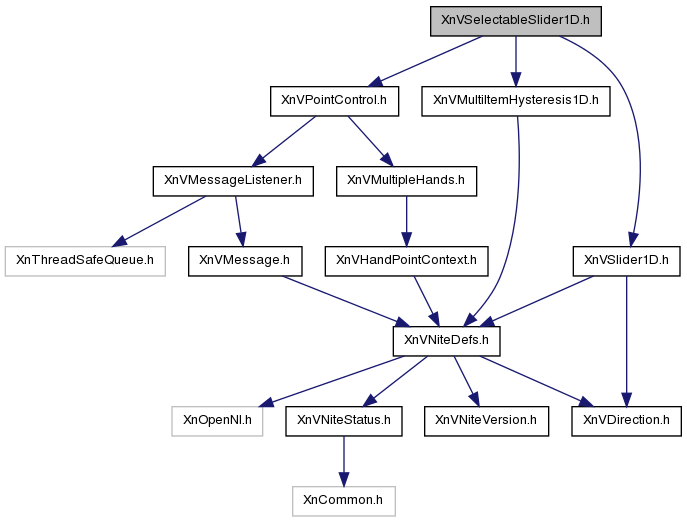 XnVSelectableSlider1D.h
XnVPointControl.h
XnVMultiItemHysteresis1D.h
XnVMessageListener.h
XnVMultipleHands.h
XnThreadSafeQueue.h
XnVMessage.h
XnVHandPointContext.h
XnVSlider1D.h
XnVNiteDefs.h
XnOpenNI.h
XnVNiteStatus.h
XnVNiteVersion.h
XnVDirection.h
XnCommon.h